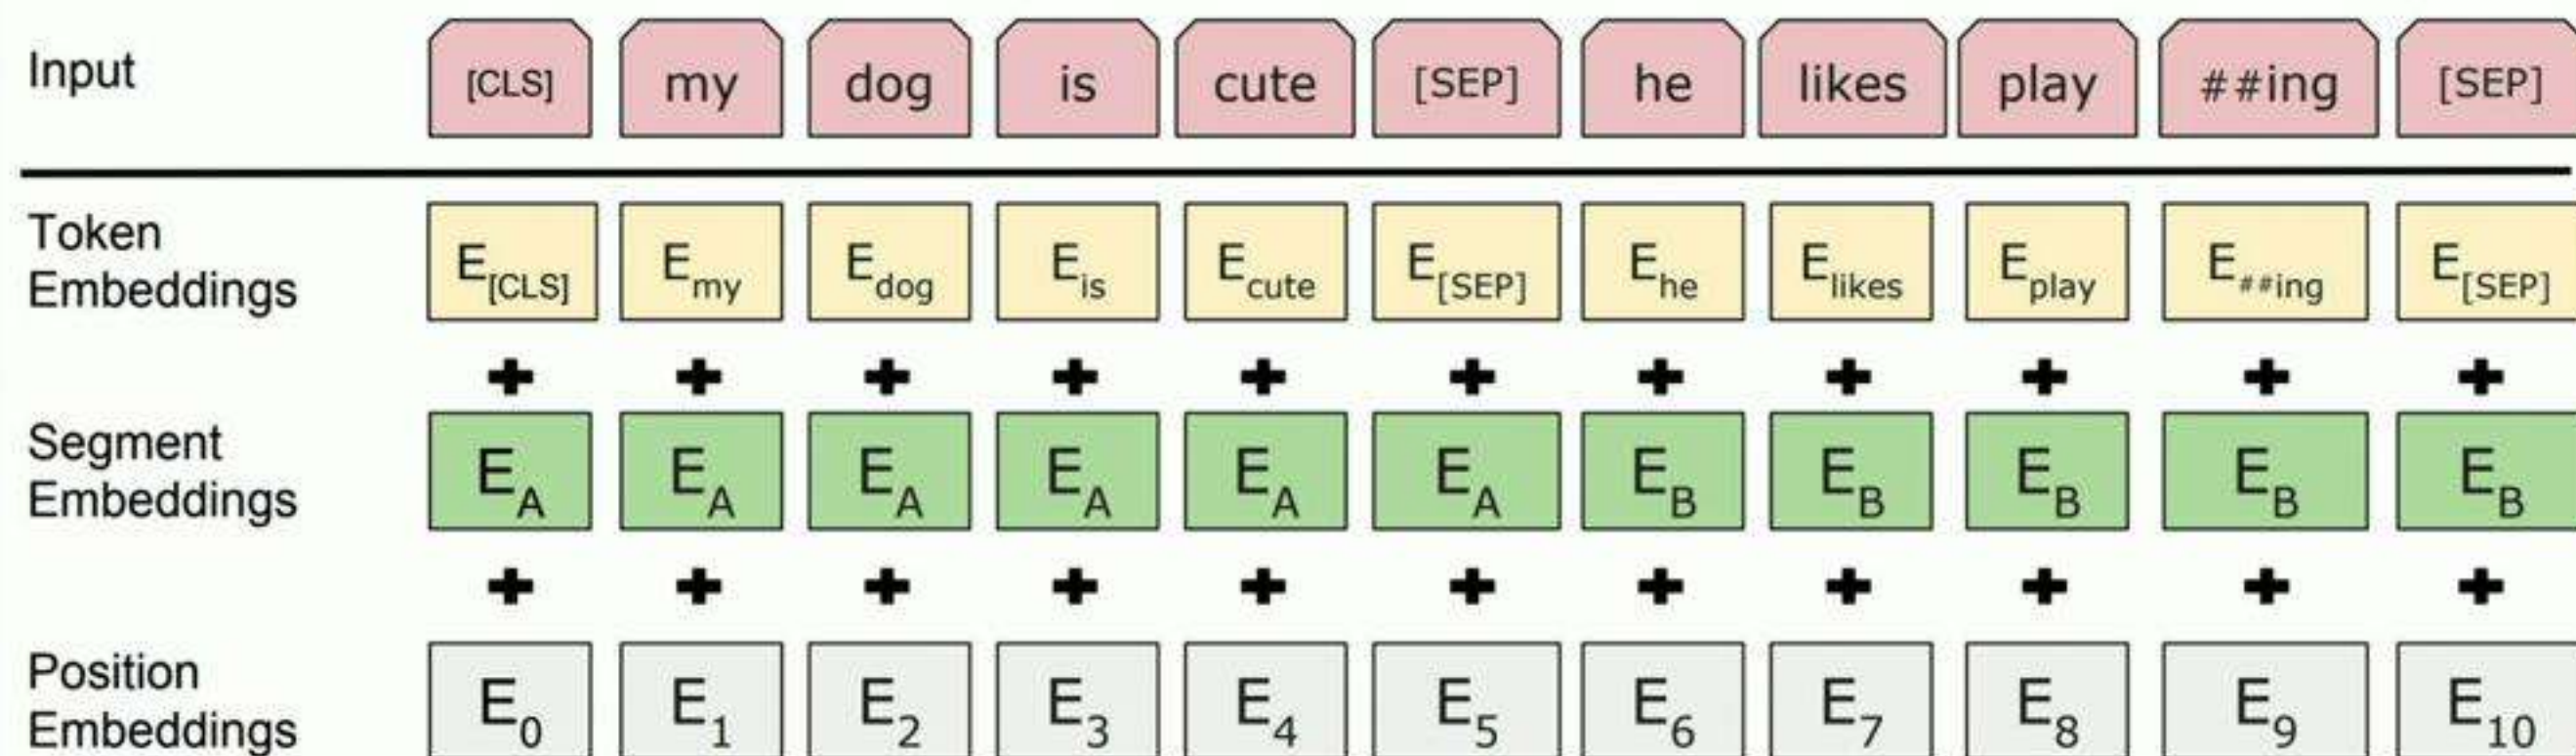 Input [CLS] my dog is cute [SEP] he likes play ##ing [SEP]
Token
Embeddings E[CLS] Emy Edog Eis Ecute E[SEP] Ehe Elikes Eplay E##ing E[SEP]
+ + + + + + + + + + +
Segment
Embeddings EA EA EA EA EA EA EB EB EB EB EB
+ + + + + + + + + + +
Position
Embeddings E0 E1 E2 E3 E4 E5 E6 E7 E8 E9 E10